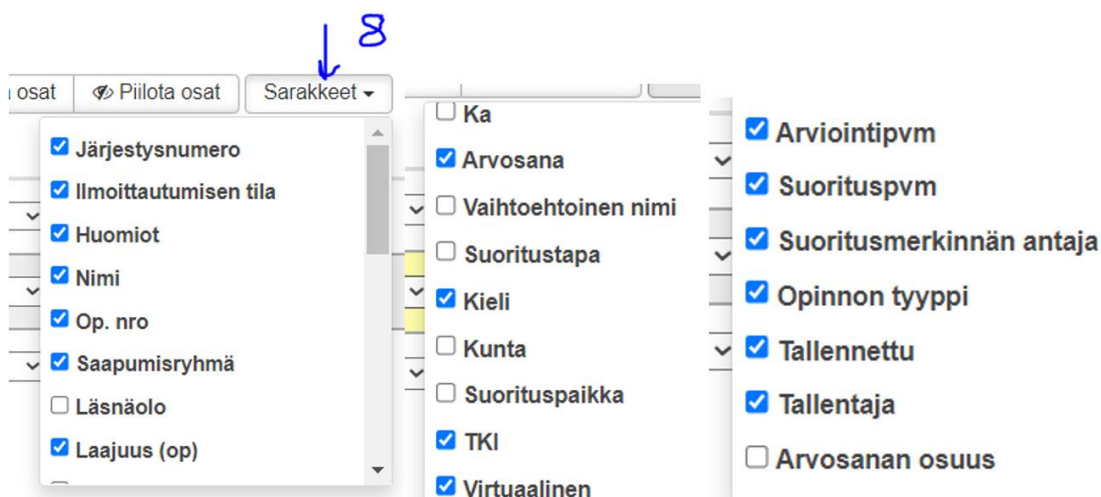 8
osat
Piilota osat
Sarakkeet
Järjestysnumero
Ilmoittautumisen tila
Huomiot
Nimi
Op. nro
Saapumisryhmä
Läsnäolo
Laajuus (op)
Ka
Arvosana
Vaihtoehtoinen nimi
Suoritustapa
Kieli
Kunta
Suorituspaikka
TKI
Virtuaalinen
Arviointipvm
Suorituspvm
Suoritusmerkinnän antaja
Opinnon tyyppi
Tallennettu
Tallentaja
Arvosanan osuus